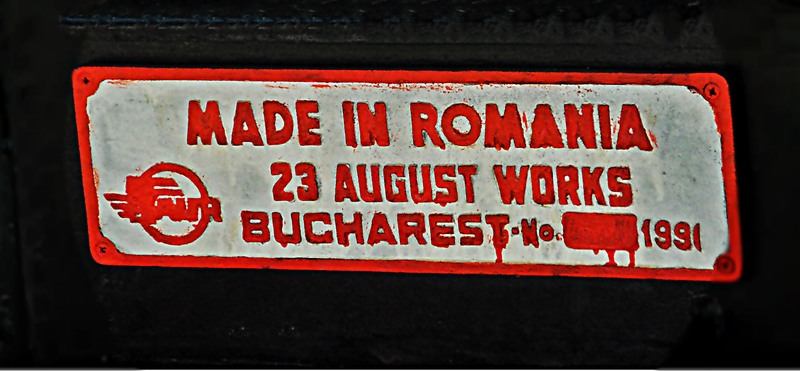 MADE IN ROMANIA
23 AUGUST WORKS
BUCHAREST·No. 1991